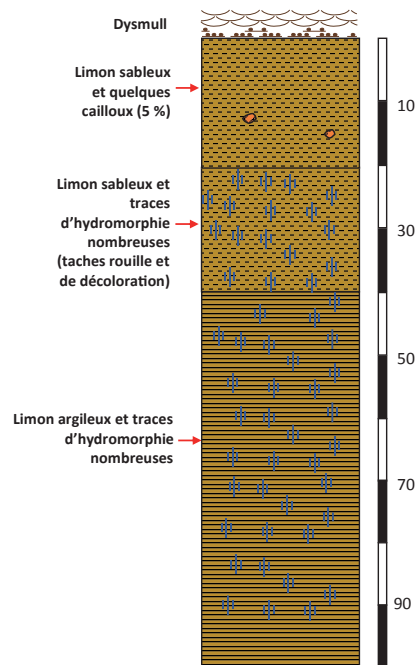 Dysmull
Limon sableux
et quelques
cailloux (5 %)
10
Limon sableux et
traces
d'hydromorphie
nombreuses
(taches rouille et
de décoloration)
30
50
Limon argileux et traces
d'hydromorphie
nombreuses
70
90